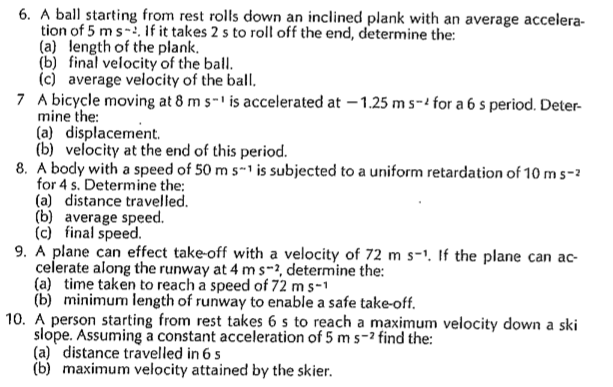 6. A ball starting from rest rolls down an inclined plank with an average accelera-
tion of 5 m s⁻². If it takes 2 s to roll off the end, determine the:
(a) length of the plank.
(b) final velocity of the ball.
(c) average velocity of the ball.
7 A bicycle moving at 8 m s⁻¹ is accelerated at −1.25 m s⁻² for a 6 s period. Deter-
mine the:
(a) displacement.
(b) velocity at the end of this period.
8. A body with a speed of 50 m s⁻¹ is subjected to a uniform retardation of 10 m s⁻²
for 4 s. Determine the:
(a) distance travelled.
(b) average speed.
(c) final speed.
9. A plane can effect take-off with a velocity of 72 m s⁻¹. If the plane can ac-
celerate along the runway at 4 m s⁻², determine the:
(a) time taken to reach a speed of 72 m s⁻¹
(b) minimum length of runway to enable a safe take-off.
10. A person starting from rest takes 6 s to reach a maximum velocity down a ski
slope. Assuming a constant acceleration of 5 m s⁻² find the:
(a) distance travelled in 6 s
(b) maximum velocity attained by the skier.